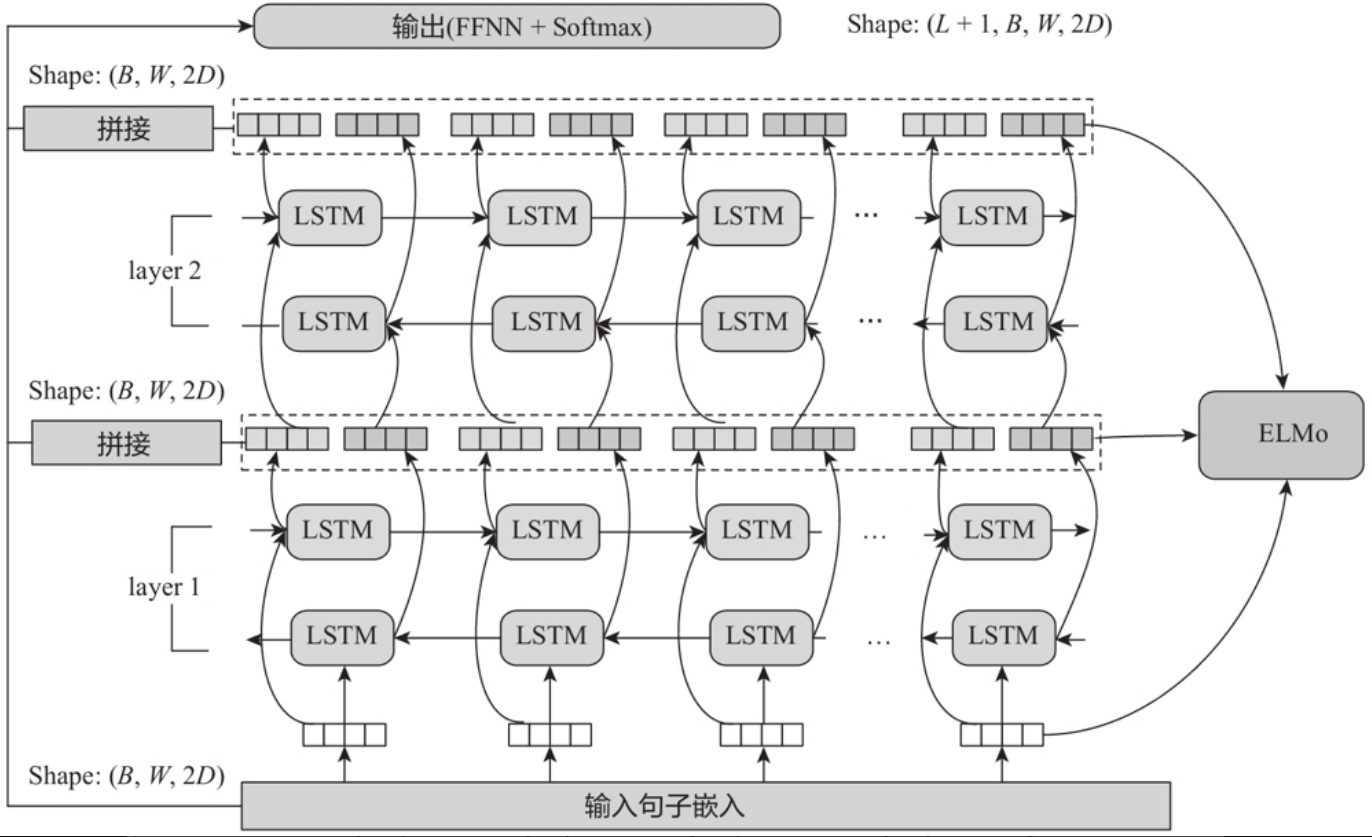 输出(FFNN + Softmax)
Shape: (L + 1, B, W, 2D)
Shape: (B, W, 2D)
拼接
LSTM LSTM LSTM ... LSTM
layer 2
LSTM LSTM LSTM ... LSTM
Shape: (B, W, 2D)
拼接
ELMo
LSTM LSTM LSTM ... LSTM
layer 1
LSTM LSTM LSTM ... LSTM
Shape: (B, W, 2D)
输入句子嵌入